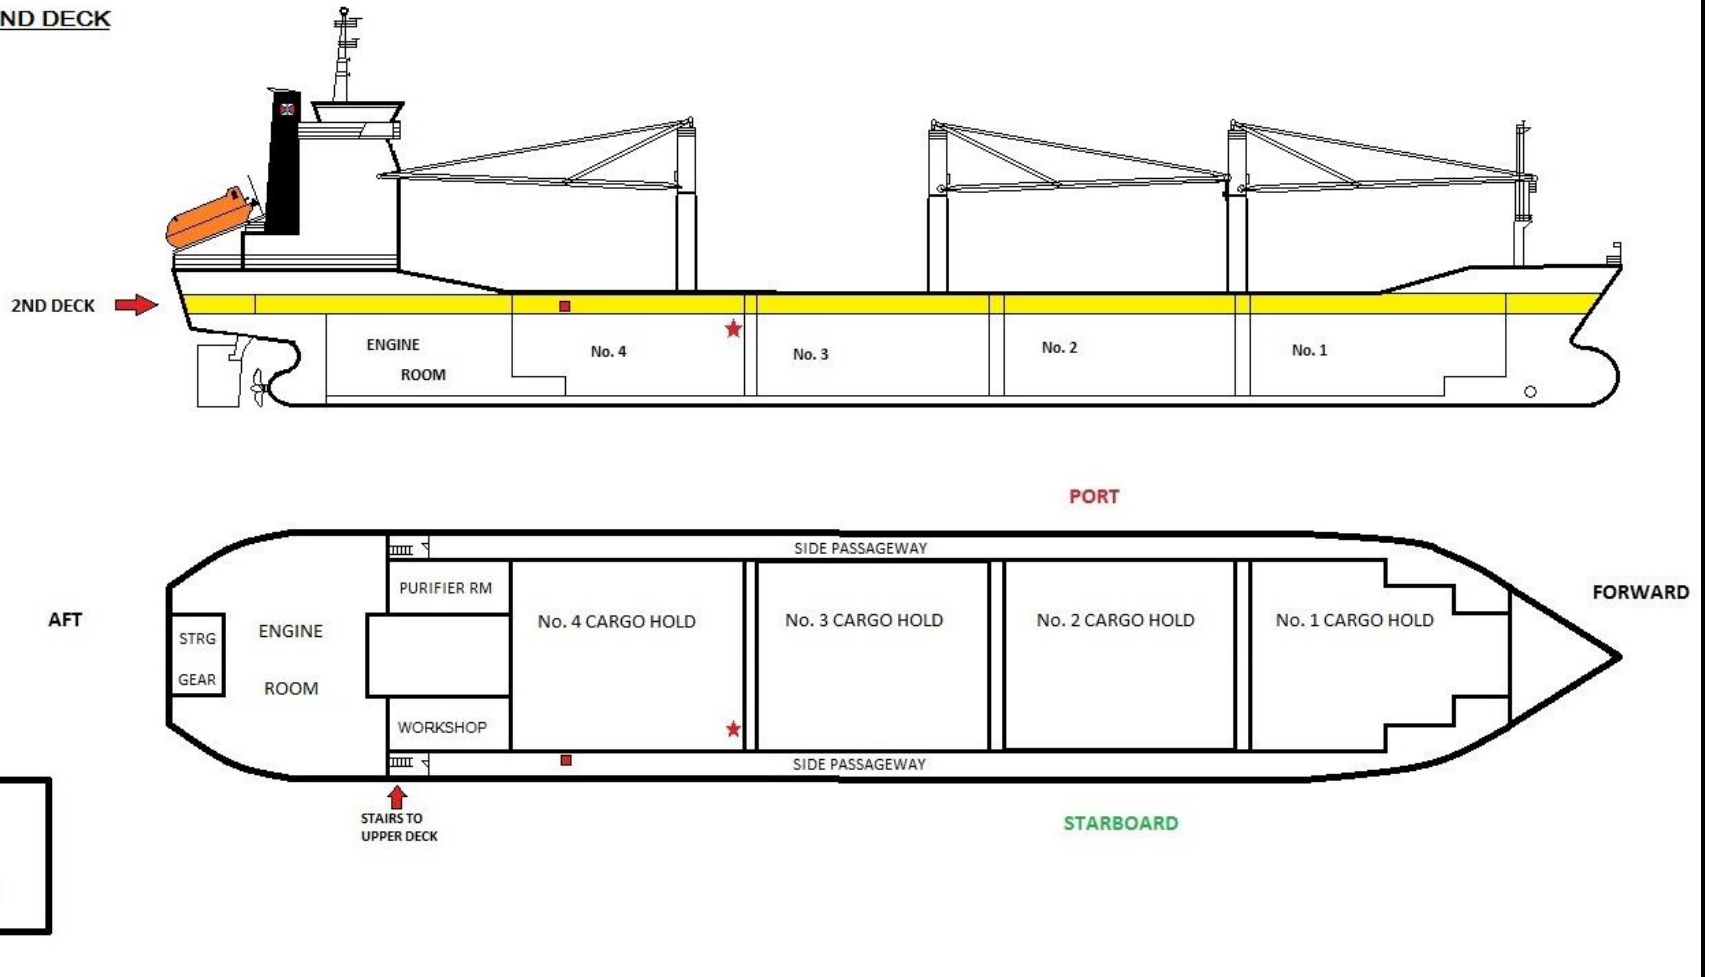 ND DECK
2ND DECK
ENGINE
ROOM
No. 4
No. 3
No. 2
No. 1
PORT
SIDE PASSAGEWAY
PURIFIER RM
AFT
FORWARD
STRG
GEAR
ENGINE
ROOM
No. 4 CARGO HOLD
No. 3 CARGO HOLD
No. 2 CARGO HOLD
No. 1 CARGO HOLD
WORKSHOP
SIDE PASSAGEWAY
STAIRS TO
UPPER DECK
STARBOARD